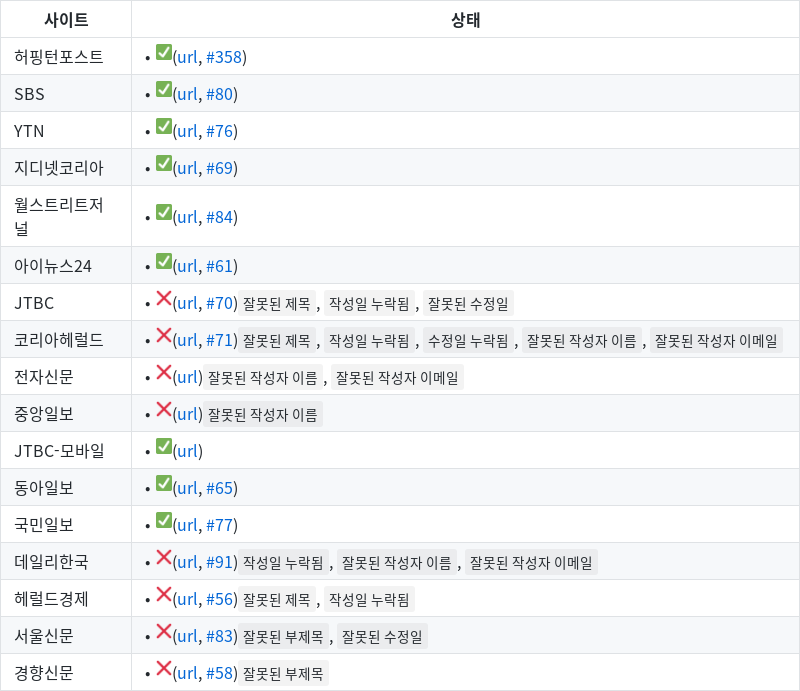 사이트 상태
허핑턴포스트 • ✅(url, #358)
SBS • ✅(url, #80)
YTN • ✅(url, #76)
지디넷코리아 • ✅(url, #69)
월스트리트저
널 • ✅(url, #84)
아이뉴스24 • ✅(url, #61)
JTBC • ❌(url, #70) 잘못된 제목 , 작성일 누락됨 , 잘못된 수정일
코리아헤럴드 • ❌(url, #71) 잘못된 제목 , 작성일 누락됨 , 수정일 누락됨 , 잘못된 작성자 이름 , 잘못된 작성자 이메일
전자신문 • ❌(url) 잘못된 작성자 이름 , 잘못된 작성자 이메일
중앙일보 • ❌(url) 잘못된 작성자 이름
JTBC-모바일 • ✅(url)
동아일보 • ✅(url, #65)
국민일보 • ✅(url, #77)
데일리한국 • ❌(url, #91) 작성일 누락됨 , 잘못된 작성자 이름 , 잘못된 작성자 이메일
헤럴드경제 • ❌(url, #56) 잘못된 제목 , 작성일 누락됨
서울신문 • ❌(url, #83) 잘못된 부제목 , 잘못된 수정일
경향신문 • ❌(url, #58) 잘못된 부제목